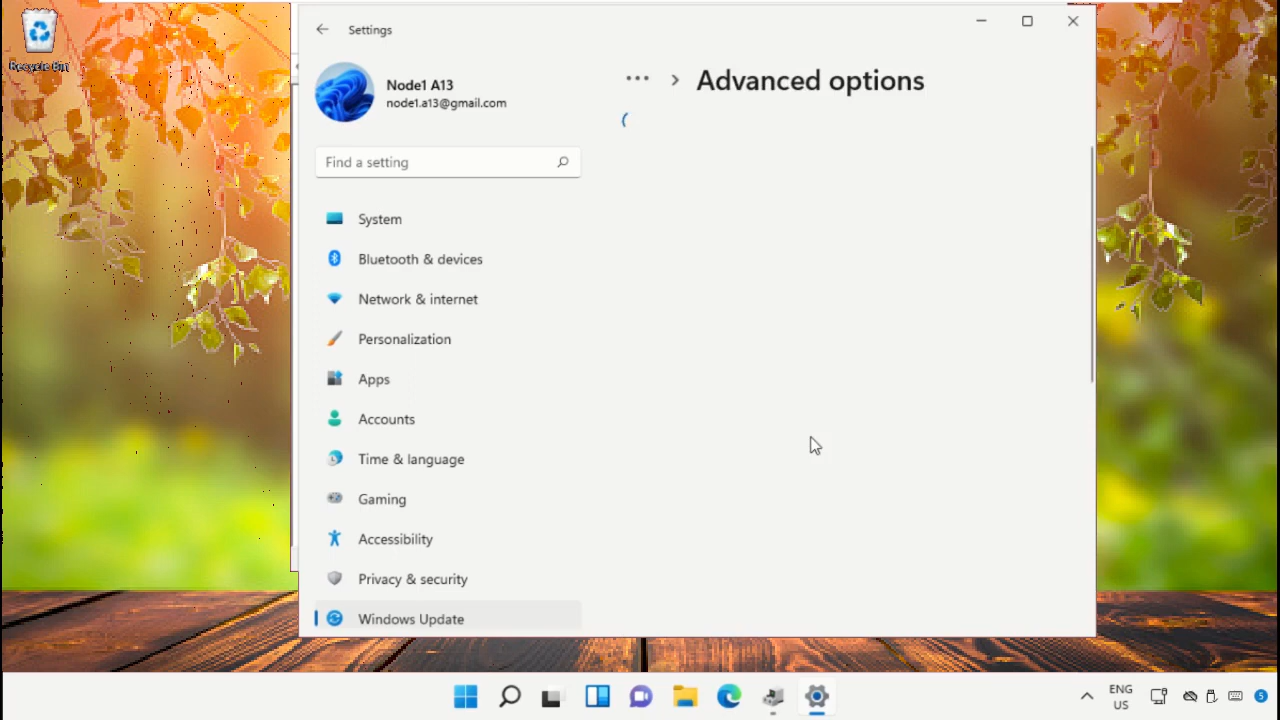 Recycle Bin
Settings
Node1 A13
node1.a13@gmail.com
Find a setting
System
Bluetooth & devices
Network & internet
Personalization
Apps
Accounts
Time & language
Gaming
Accessibility
Privacy & security
Windows Update
... > Advanced options
ENG
US
5